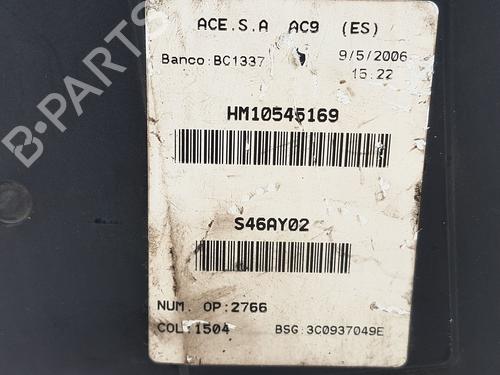 ACE.S.A AC9 (ES)
Banco:BC1337 9/5/2006
15.22
HM10545169
S46AY02
NUM. OP:2766
COL:1504 BSG:3C0937049E
B-PARTS